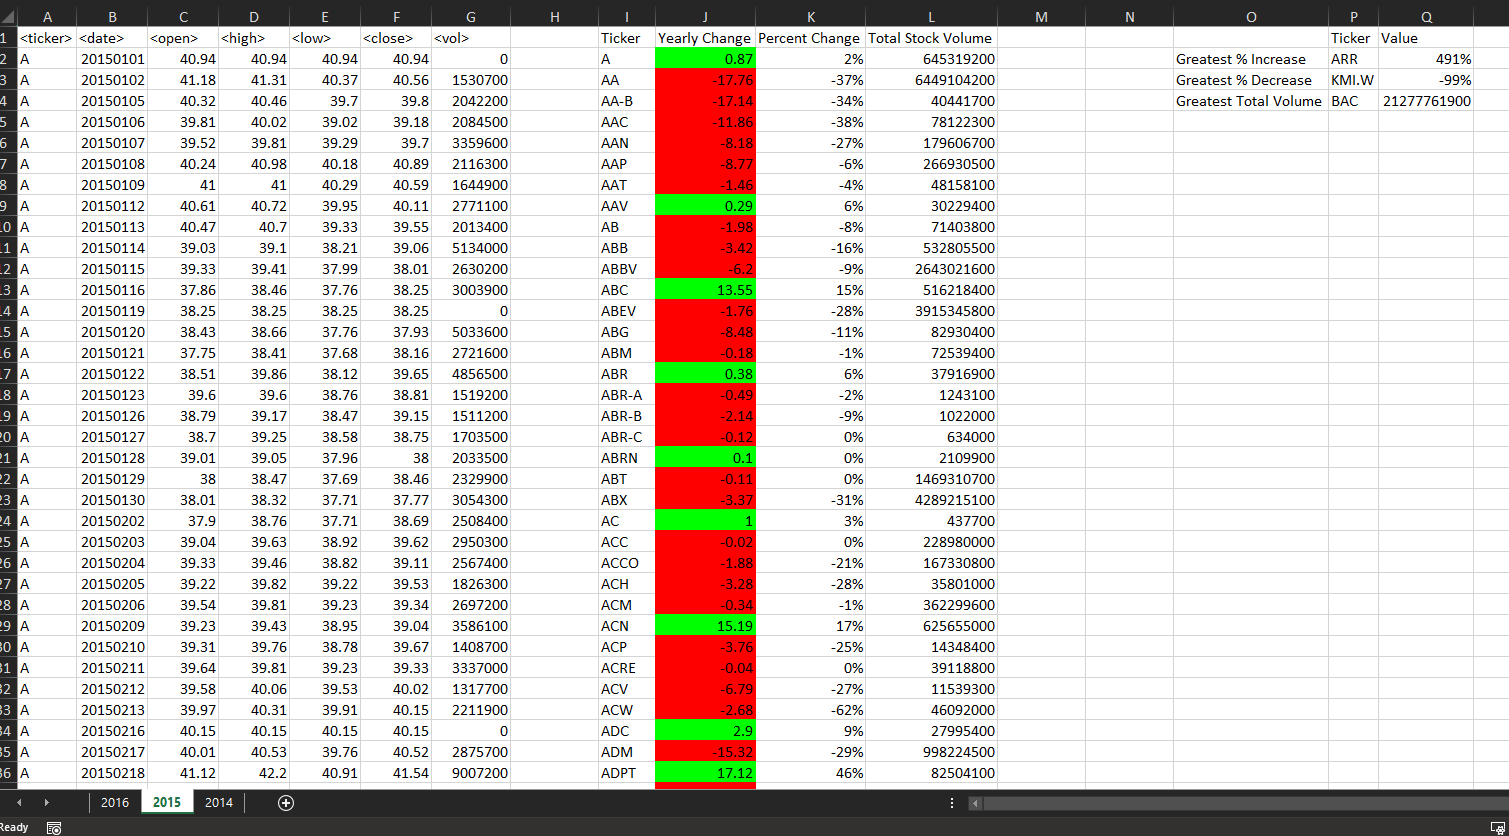 A B C D E F G H I J K L M N O P Q
1 <ticker> <date> <open> <high> <low> <close> <vol> Ticker Yearly Change Percent Change Total Stock Volume Ticker Value
2 A 20150101 40.94 40.94 40.94 40.94 0 A 0.87 2% 645319200 Greatest % Increase ARR 491%
3 A 20150102 41.18 41.31 40.37 40.56 1530700 AA -17.76 -37% 6449104200 Greatest % Decrease KMI.W -99%
4 A 20150105 40.32 40.46 39.7 39.8 2042200 AA-B -17.14 -34% 40441700 Greatest Total Volume BAC 21277761900
5 A 20150106 39.81 40.02 39.02 39.18 2084500 AAC -11.86 -38% 78122300
6 A 20150107 39.52 39.81 39.29 39.7 3359600 AAN -8.18 -27% 179606700
7 A 20150108 40.24 40.98 40.18 40.89 2116300 AAP -8.77 -6% 266930500
8 A 20150109 41 41 40.29 40.59 1644900 AAT -1.46 -4% 48158100
9 A 20150112 40.61 40.72 39.95 40.11 2771100 AAV 0.29 6% 30229400
10 A 20150113 40.47 40.7 39.33 39.55 2013400 AB -1.98 -8% 71403800
11 A 20150114 39.03 39.1 38.21 39.06 5134000 ABB -3.42 -16% 532805500
12 A 20150115 39.33 39.41 37.99 38.01 2630200 ABBV -6.2 -9% 2643021600
13 A 20150116 37.86 38.46 37.76 38.25 3003900 ABC 13.55 15% 516218400
14 A 20150119 38.25 38.25 38.25 38.25 0 ABEV -1.76 -28% 3915345800
15 A 20150120 38.43 38.66 37.76 37.93 5033600 ABG -8.48 -11% 82930400
16 A 20150121 37.75 38.41 37.68 38.16 2721600 ABM -0.18 -1% 72539400
17 A 20150122 38.51 39.86 38.12 39.65 4856500 ABR 0.38 6% 37916900
18 A 20150123 39.6 39.6 38.76 38.81 1519200 ABR-A -0.49 -2% 1243100
19 A 20150126 38.79 39.17 38.47 39.15 1511200 ABR-B -2.14 -9% 1022000
20 A 20150127 38.7 39.25 38.58 38.75 1703500 ABR-C -0.12 0% 634000
21 A 20150128 39.01 39.05 37.96 38 2033500 ABRN 0.1 0% 2109900
22 A 20150129 38 38.47 37.69 38.46 2329900 ABT -0.11 0% 1469310700
23 A 20150130 38.01 38.32 37.71 37.77 3054300 ABX -3.37 -31% 4289215100
24 A 20150202 37.9 38.76 37.71 38.69 2508400 AC 1 3% 437700
25 A 20150203 39.04 39.63 38.92 39.62 2950300 ACC -0.02 0% 228980000
26 A 20150204 39.33 39.46 38.82 39.11 2567400 ACCO -1.88 -21% 167330800
27 A 20150205 39.22 39.82 39.22 39.53 1826300 ACH -3.28 -28% 35801000
28 A 20150206 39.54 39.81 39.23 39.34 2697200 ACM -0.34 -1% 362299600
29 A 20150209 39.23 39.43 38.95 39.04 3586100 ACN 15.19 17% 625655000
30 A 20150210 39.31 39.76 38.78 39.67 1408700 ACP -3.76 -25% 14348400
31 A 20150211 39.64 39.81 39.23 39.33 3337000 ACRE -0.04 0% 39118800
32 A 20150212 39.58 40.06 39.53 40.02 1317700 ACV -6.79 -27% 11539300
33 A 20150213 39.97 40.31 39.91 40.15 2211900 ACW -2.68 -62% 46092000
34 A 20150216 40.15 40.15 40.15 40.15 0 ADC 2.9 9% 27995400
35 A 20150217 40.01 40.53 39.76 40.52 2875700 ADM -15.32 -29% 998224500
36 A 20150218 41.12 42.2 40.91 41.54 9007200 ADPT 17.12 46% 82504100
2016 2015 2014
Ready